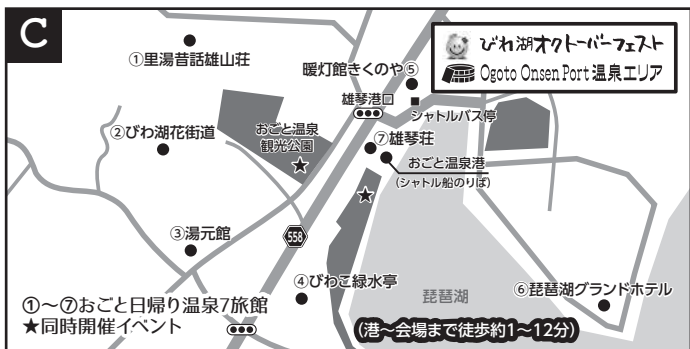 C
びわ湖オクトーバーフェスト
Ogoto Onsen Port 温泉エリア
①里湯昔話雄山荘
暖灯館きくのや⑤
雄琴港口
シャトルバス停
②びわ湖花街道
おごと温泉
観光公園
★
⑦雄琴荘
おごと温泉港
(シャトル船のりば)
★
③湯元館
558
④びわこ緑水亭
琵琶湖
⑥琵琶湖グランドホテル
①～⑦おごと日帰り温泉7旅館
★同時開催イベント
(港～会場まで徒歩約1～12分)